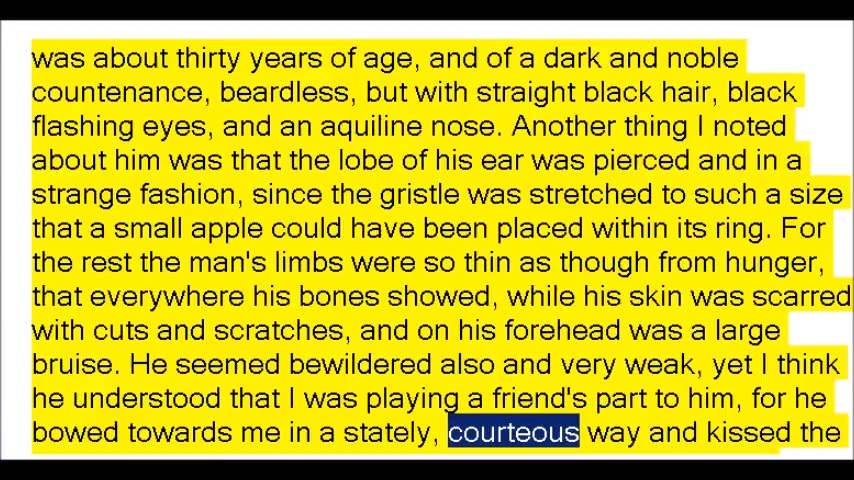 was about thirty years of age, and of a dark and noble
countenance, beardless, but with straight black hair, black
flashing eyes, and an aquiline nose. Another thing I noted
about him was that the lobe of his ear was pierced and in a
strange fashion, since the gristle was stretched to such a size
that a small apple could have been placed within its ring. For
the rest the man's limbs were so thin as though from hunger,
that everywhere his bones showed, while his skin was scarred
with cuts and scratches, and on his forehead was a large
bruise. He seemed bewildered also and very weak, yet I think
he understood that I was playing a friend's part to him, for he
bowed towards me in a stately, courteous way and kissed the